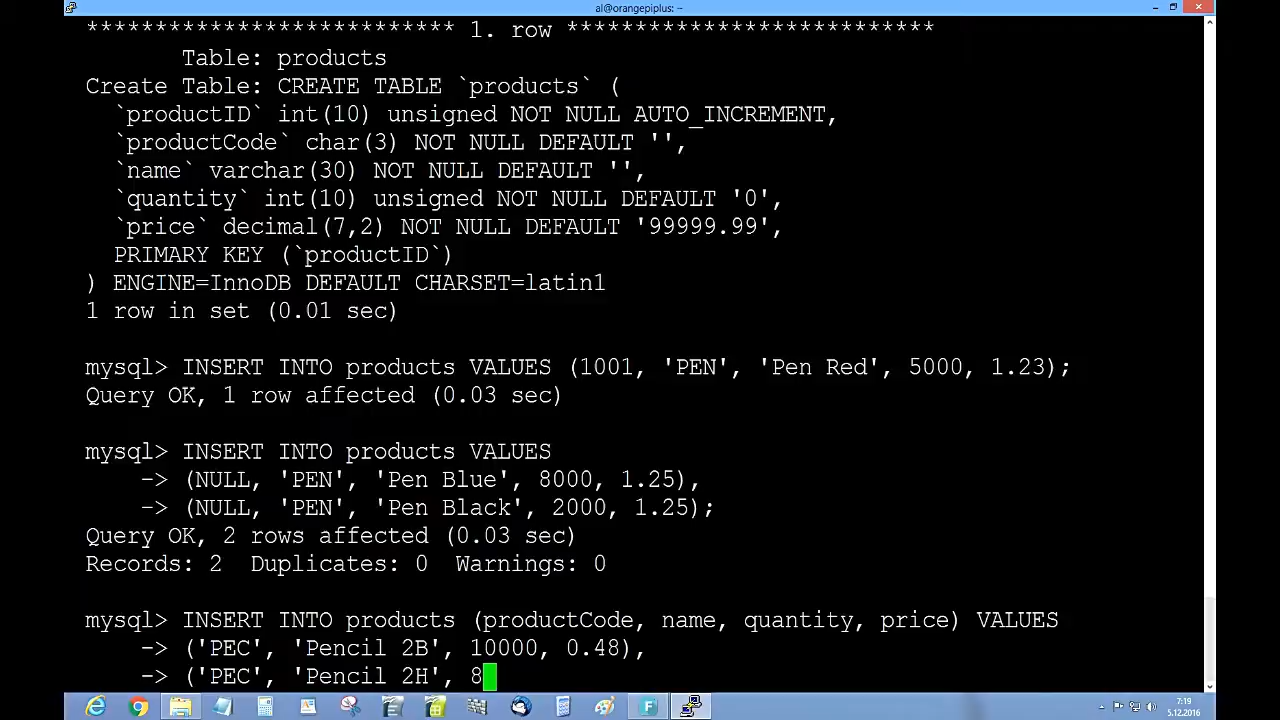 al@orangepiplus: ~
*************************** 1. row ***************************
Table: products
Create Table: CREATE TABLE `products` (
`productID` int(10) unsigned NOT NULL AUTO_INCREMENT,
`productCode` char(3) NOT NULL DEFAULT '',
`name` varchar(30) NOT NULL DEFAULT '',
`quantity` int(10) unsigned NOT NULL DEFAULT '0',
`price` decimal(7,2) NOT NULL DEFAULT '99999.99',
PRIMARY KEY (`productID`)
) ENGINE=InnoDB DEFAULT CHARSET=latin1
1 row in set (0.01 sec)
mysql> INSERT INTO products VALUES (1001, 'PEN', 'Pen Red', 5000, 1.23);
Query OK, 1 row affected (0.03 sec)
mysql> INSERT INTO products VALUES
-> (NULL, 'PEN', 'Pen Blue', 8000, 1.25),
-> (NULL, 'PEN', 'Pen Black', 2000, 1.25);
Query OK, 2 rows affected (0.03 sec)
Records: 2  Duplicates: 0  Warnings: 0
mysql> INSERT INTO products (productCode, name, quantity, price) VALUES
-> ('PEC', 'Pencil 2B', 10000, 0.48),
-> ('PEC', 'Pencil 2H', 8
7:19
5.12.2016